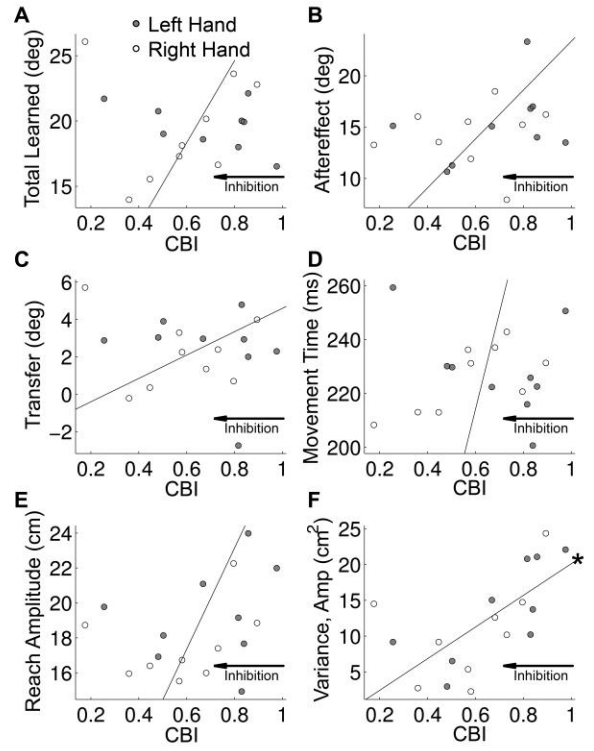 A
B
Left Hand
Right Hand
Total Learned (deg)
25
20
15
Inhibition
0.2 0.4 0.6 0.8 1
CBI
Aftereffect (deg)
20
15
10
Inhibition
0.2 0.4 0.6 0.8 1
CBI
C
D
Transfer (deg)
6
4
2
0
−2
Inhibition
0.2 0.4 0.6 0.8 1
CBI
Movement Time (ms)
260
240
220
200
Inhibition
0.2 0.4 0.6 0.8 1
CBI
E
F
Reach Amplitude (cm)
24
22
20
18
16
Inhibition
0.2 0.4 0.6 0.8 1
CBI
Variance, Amp (cm²)
25
20
15
10
5
*
Inhibition
0.2 0.4 0.6 0.8 1
CBI